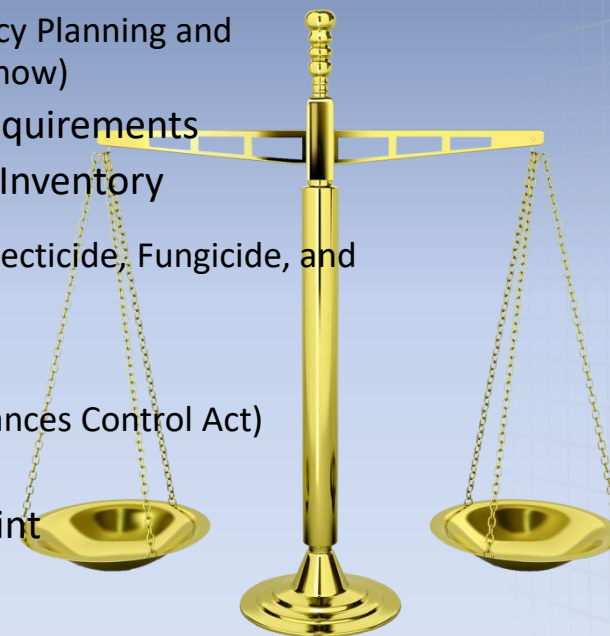 cy Planning and
now)
quirements
Inventory
ecticide, Fungicide, and
ances Control Act)
int